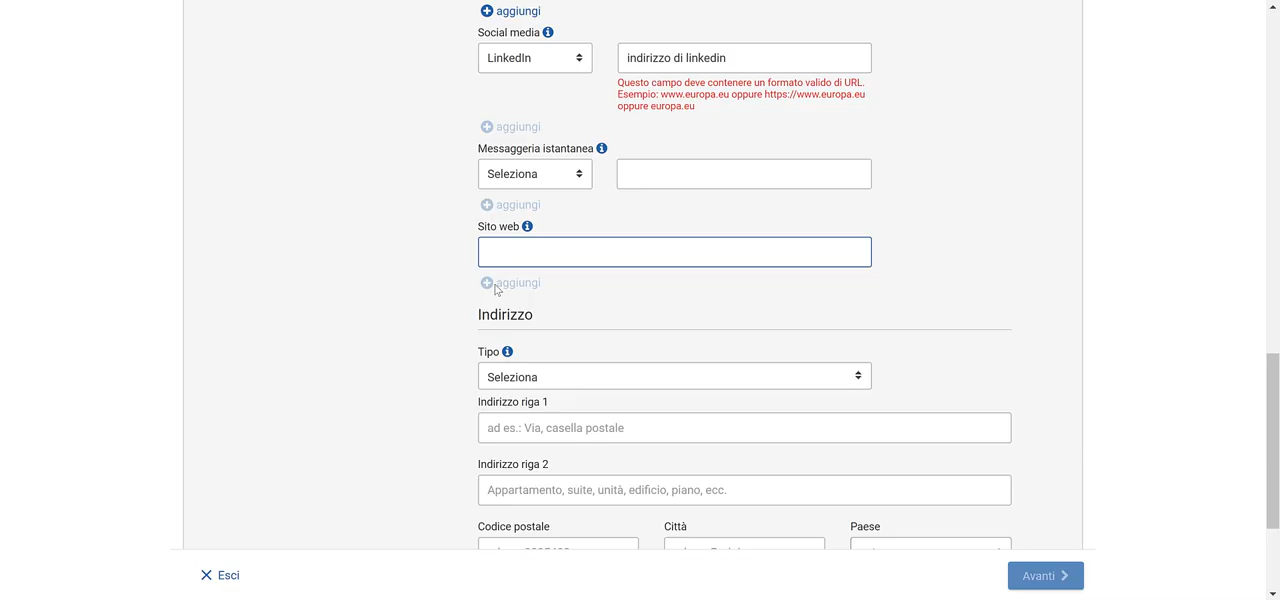 aggiungi
Social media
LinkedIn
indirizzo di linkedin
Questo campo deve contenere un formato valido di URL.
Esempio: www.europa.eu oppure https://www.europa.eu
oppure europa.eu
aggiungi
Messaggeria istantanea
Seleziona
aggiungi
Sito web
aggiungi
Indirizzo
Tipo
Seleziona
Indirizzo riga 1
ad es.: Via, casella postale
Indirizzo riga 2
Appartamento, suite, unità, edificio, piano, ecc.
Codice postale Città Paese
Esci Avanti